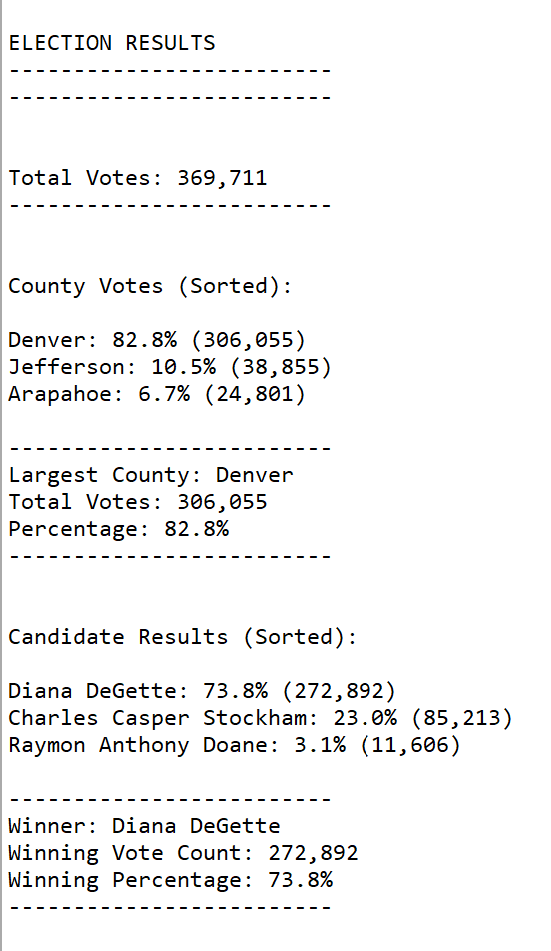 ELECTION RESULTS
-------------------------
-------------------------
Total Votes: 369,711
-------------------------
County Votes (Sorted):
Denver: 82.8% (306,055)
Jefferson: 10.5% (38,855)
Arapahoe: 6.7% (24,801)
-------------------------
Largest County: Denver
Total Votes: 306,055
Percentage: 82.8%
-------------------------
Candidate Results (Sorted):
Diana DeGette: 73.8% (272,892)
Charles Casper Stockham: 23.0% (85,213)
Raymon Anthony Doane: 3.1% (11,606)
-------------------------
Winner: Diana DeGette
Winning Vote Count: 272,892
Winning Percentage: 73.8%
-------------------------